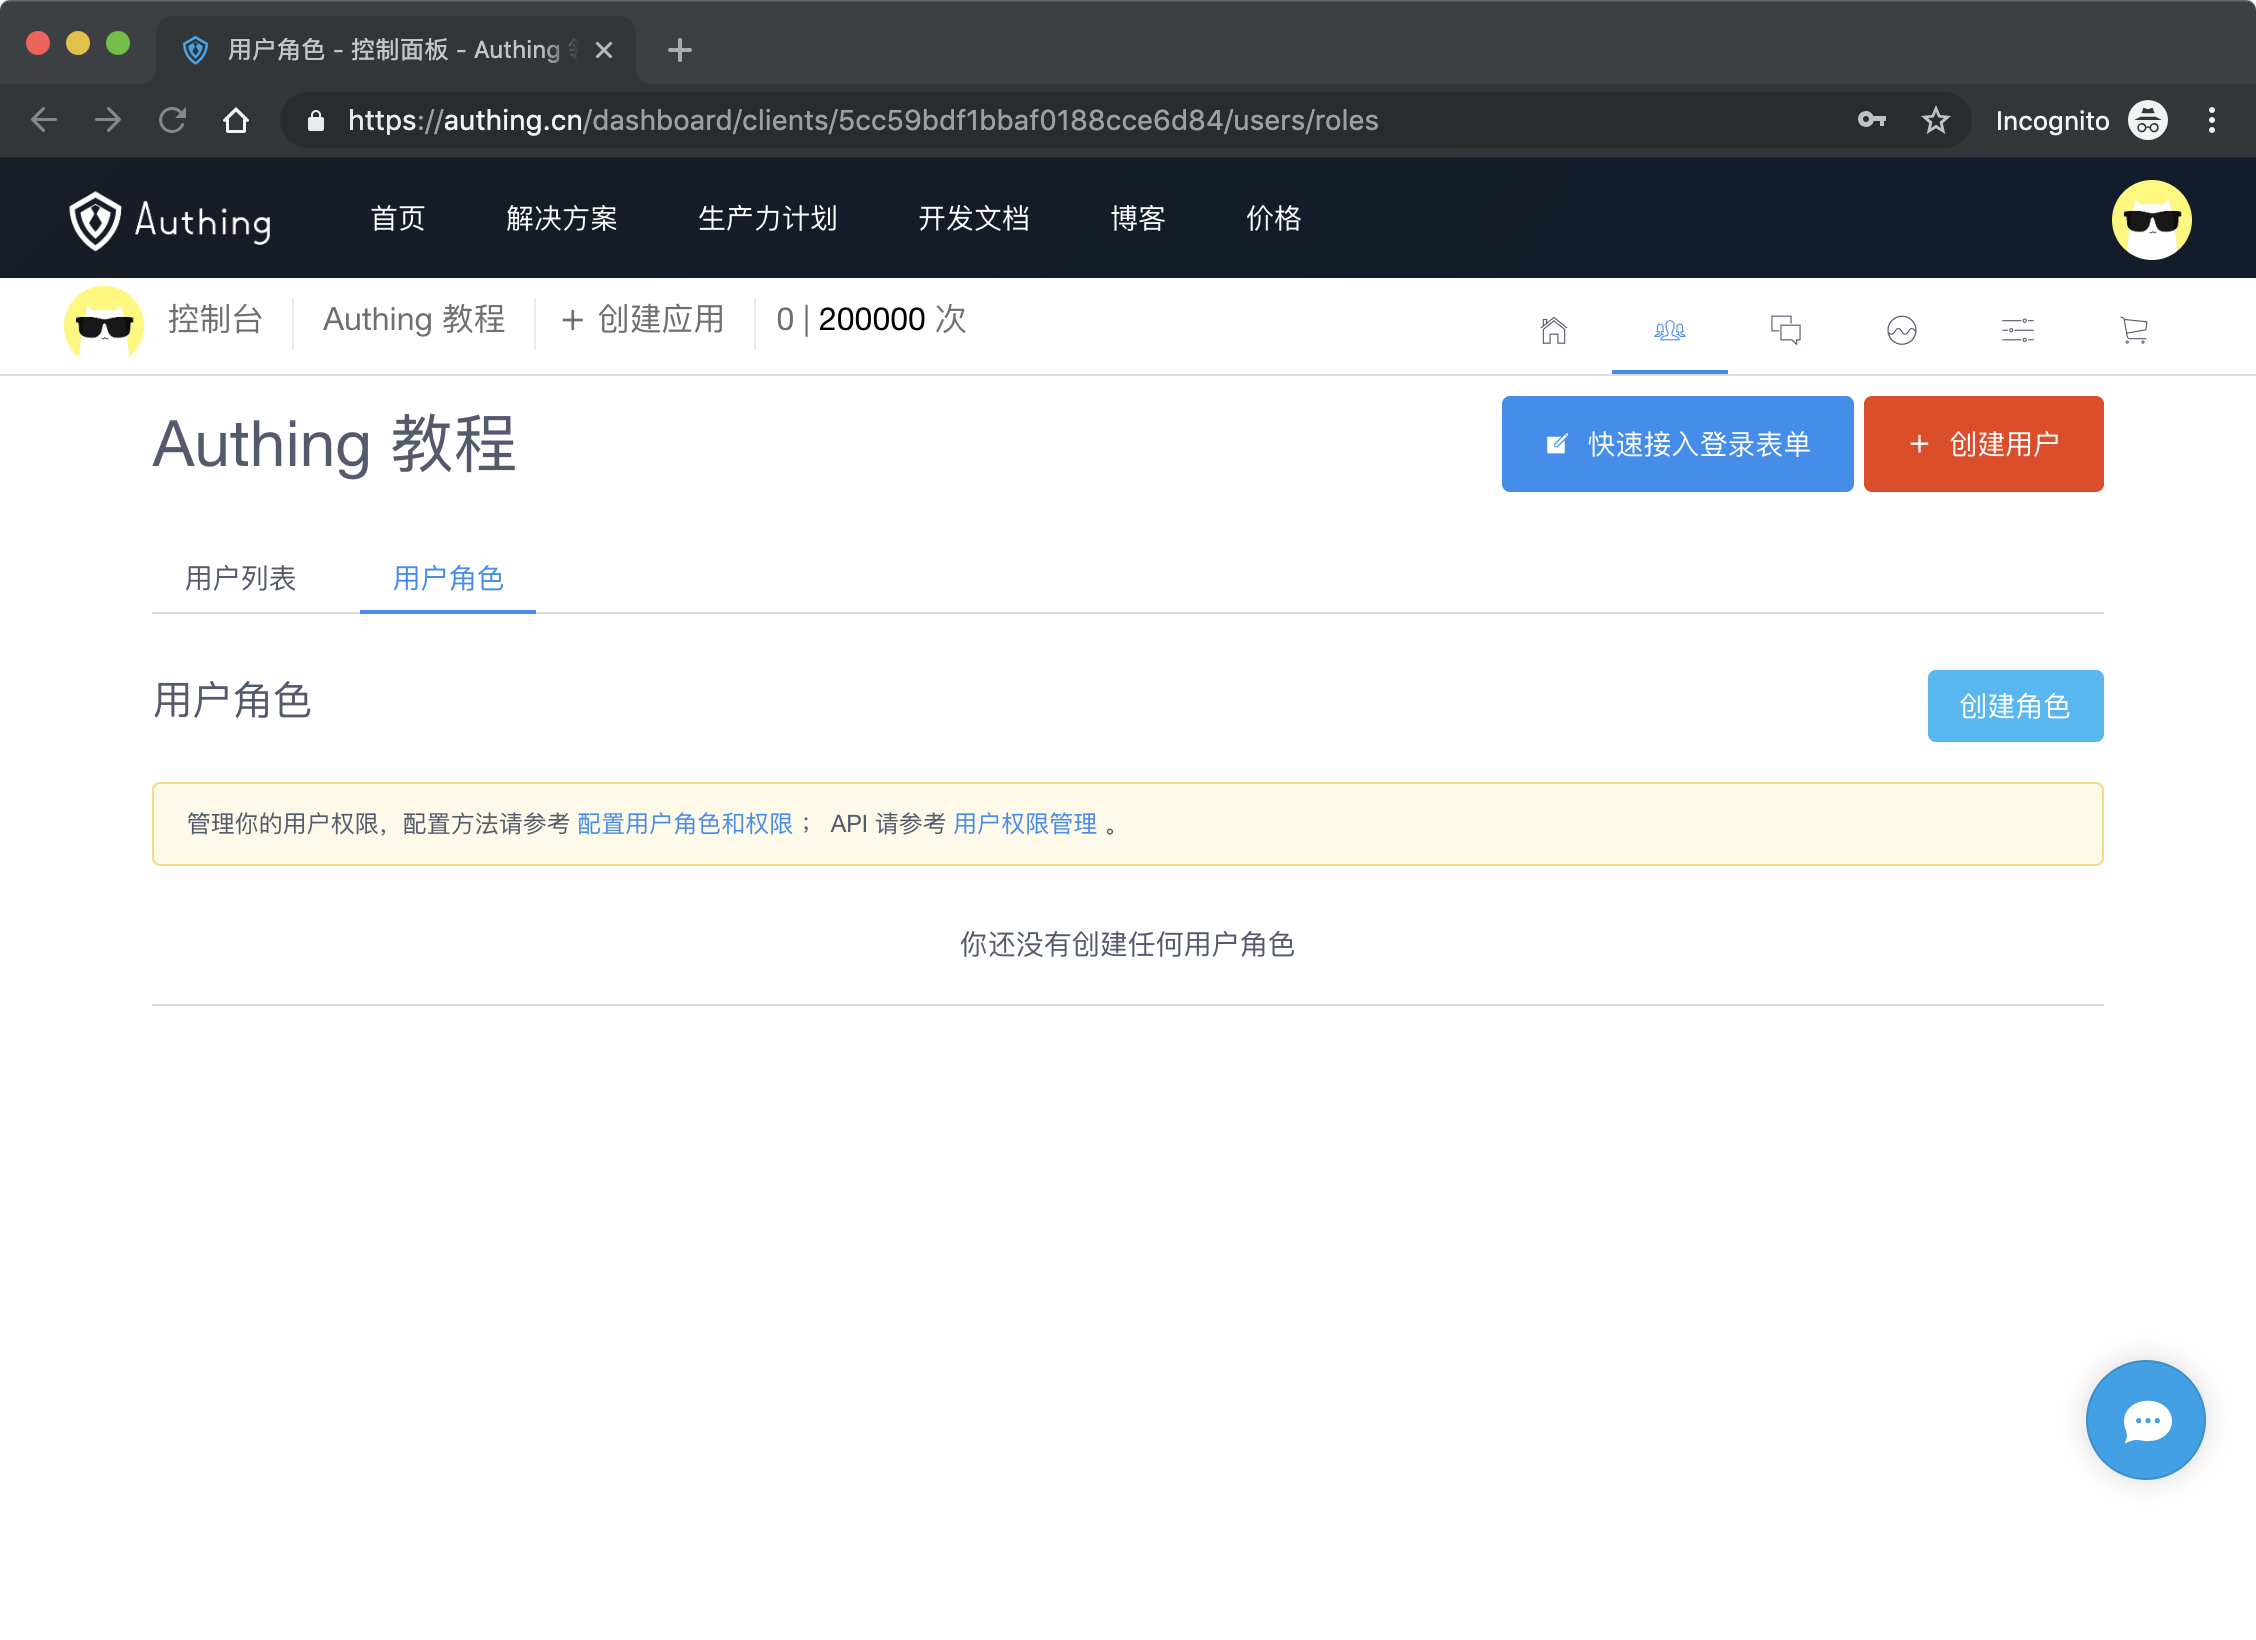 用户角色 - 控制面板 - Authing
https://authing.cn/dashboard/clients/5cc59bdf1bbaf0188cce6d84/users/roles
Incognito
Authing 首页 解决方案 生产力计划 开发文档 博客 价格
控制台 Authing 教程 + 创建应用 0 | 200000 次
Authing 教程
快速接入登录表单
+ 创建用户
用户列表 用户角色
用户角色
创建角色
管理你的用户权限，配置方法请参考 配置用户角色和权限 ； API 请参考 用户权限管理 。
你还没有创建任何用户角色